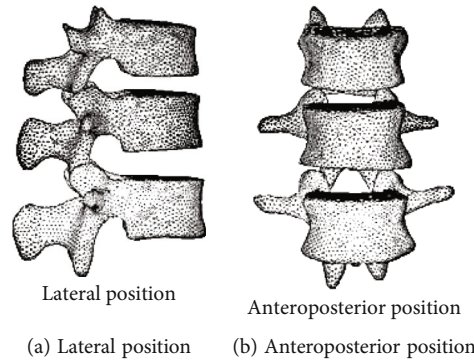 Lateral position
Anteroposterior position
(a) Lateral position
(b) Anteroposterior position